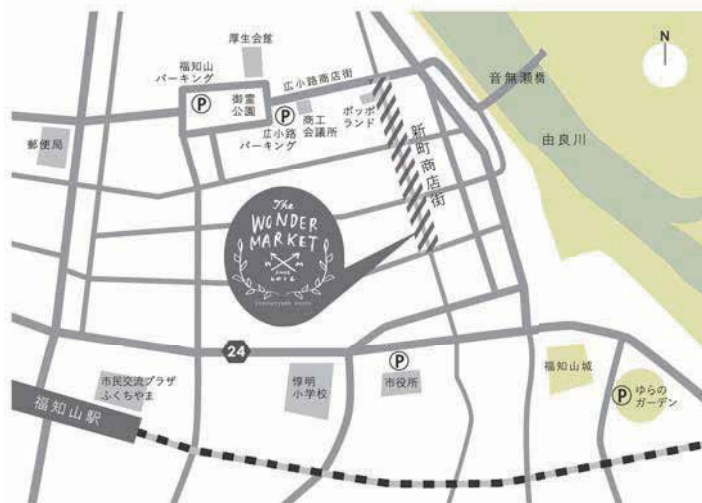 厚生会館
福知山
パーキング
P
御霊
公園
広小路商店街
P
広小路
パーキング
商工
会議所
ポッポ
ランド
音無瀬橋
N
由良川
郵便局
新町商店街
The
WONDER
MARKET
W M
24
市民交流プラザ
ふくちやま
福知山駅
惇明
小学校
P
市役所
福知山城
P
ゆらの
ガーデン